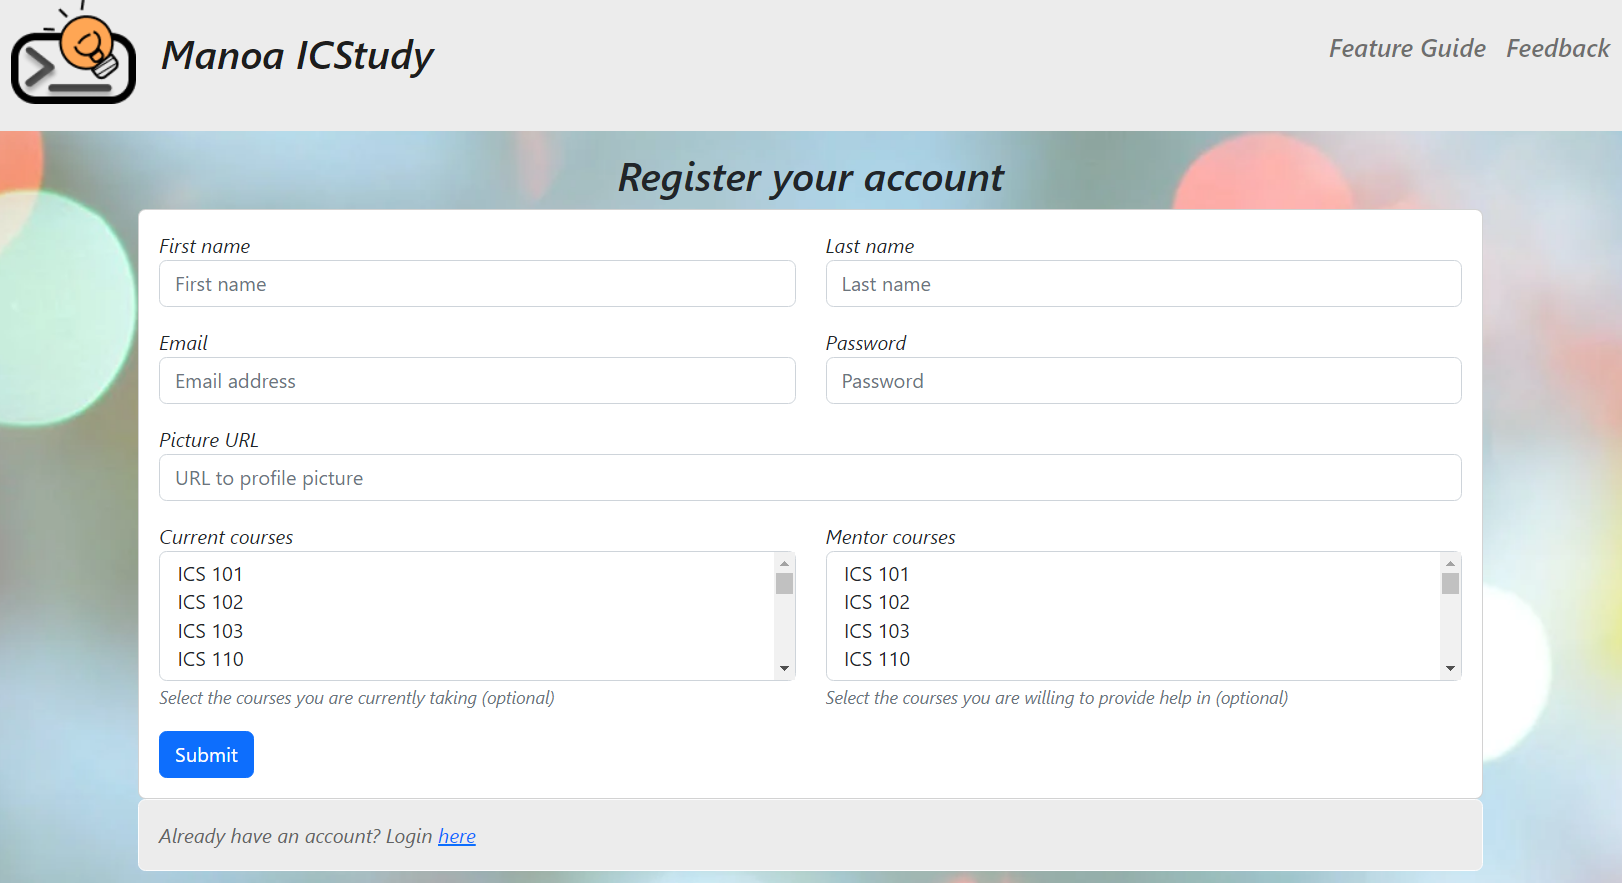 Manoa ICStudy
Feature Guide Feedback
Register your account
First name Last name
First name Last name
Email Password
Email address Password
Picture URL
URL to profile picture
Current courses Mentor courses
ICS 101 ICS 101
ICS 102 ICS 102
ICS 103 ICS 103
ICS 110 ICS 110
Select the courses you are currently taking (optional) Select the courses you are willing to provide help in (optional)
Submit
Already have an account? Login here